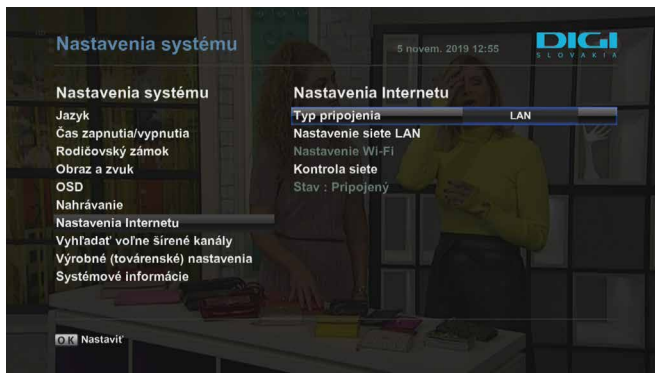 Nastavenia systému
5 novem. 2019 12:55
DIGI
SLOVAKIA
Nastavenia systému
Jazyk
Čas zapnutia/vypnutia
Rodičovský zámok
Obraz a zvuk
OSD
Nahrávanie
Nastavenia Internetu
Vyhľadať voľne šírené kanály
Výrobné (továrenské) nastavenia
Systémové informácie
Nastavenia Internetu
Typ pripojenia LAN
Nastavenie siete LAN
Nastavenie Wi-Fi
Kontrola siete
Stav : Pripojený
OK Nastaviť